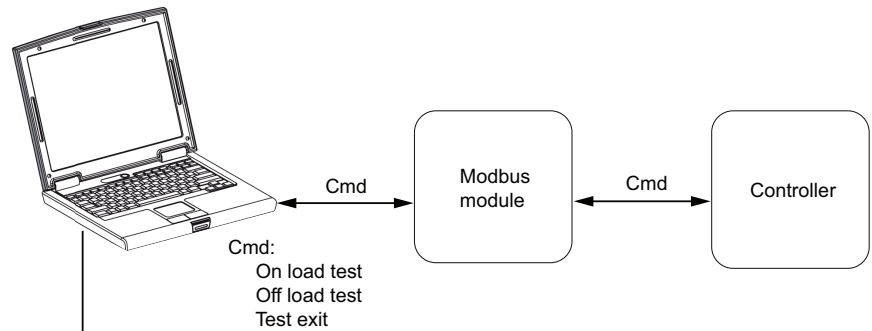 Cmd
Modbus
module
Cmd
Controller
Cmd:
On load test
Off load test
Test exit